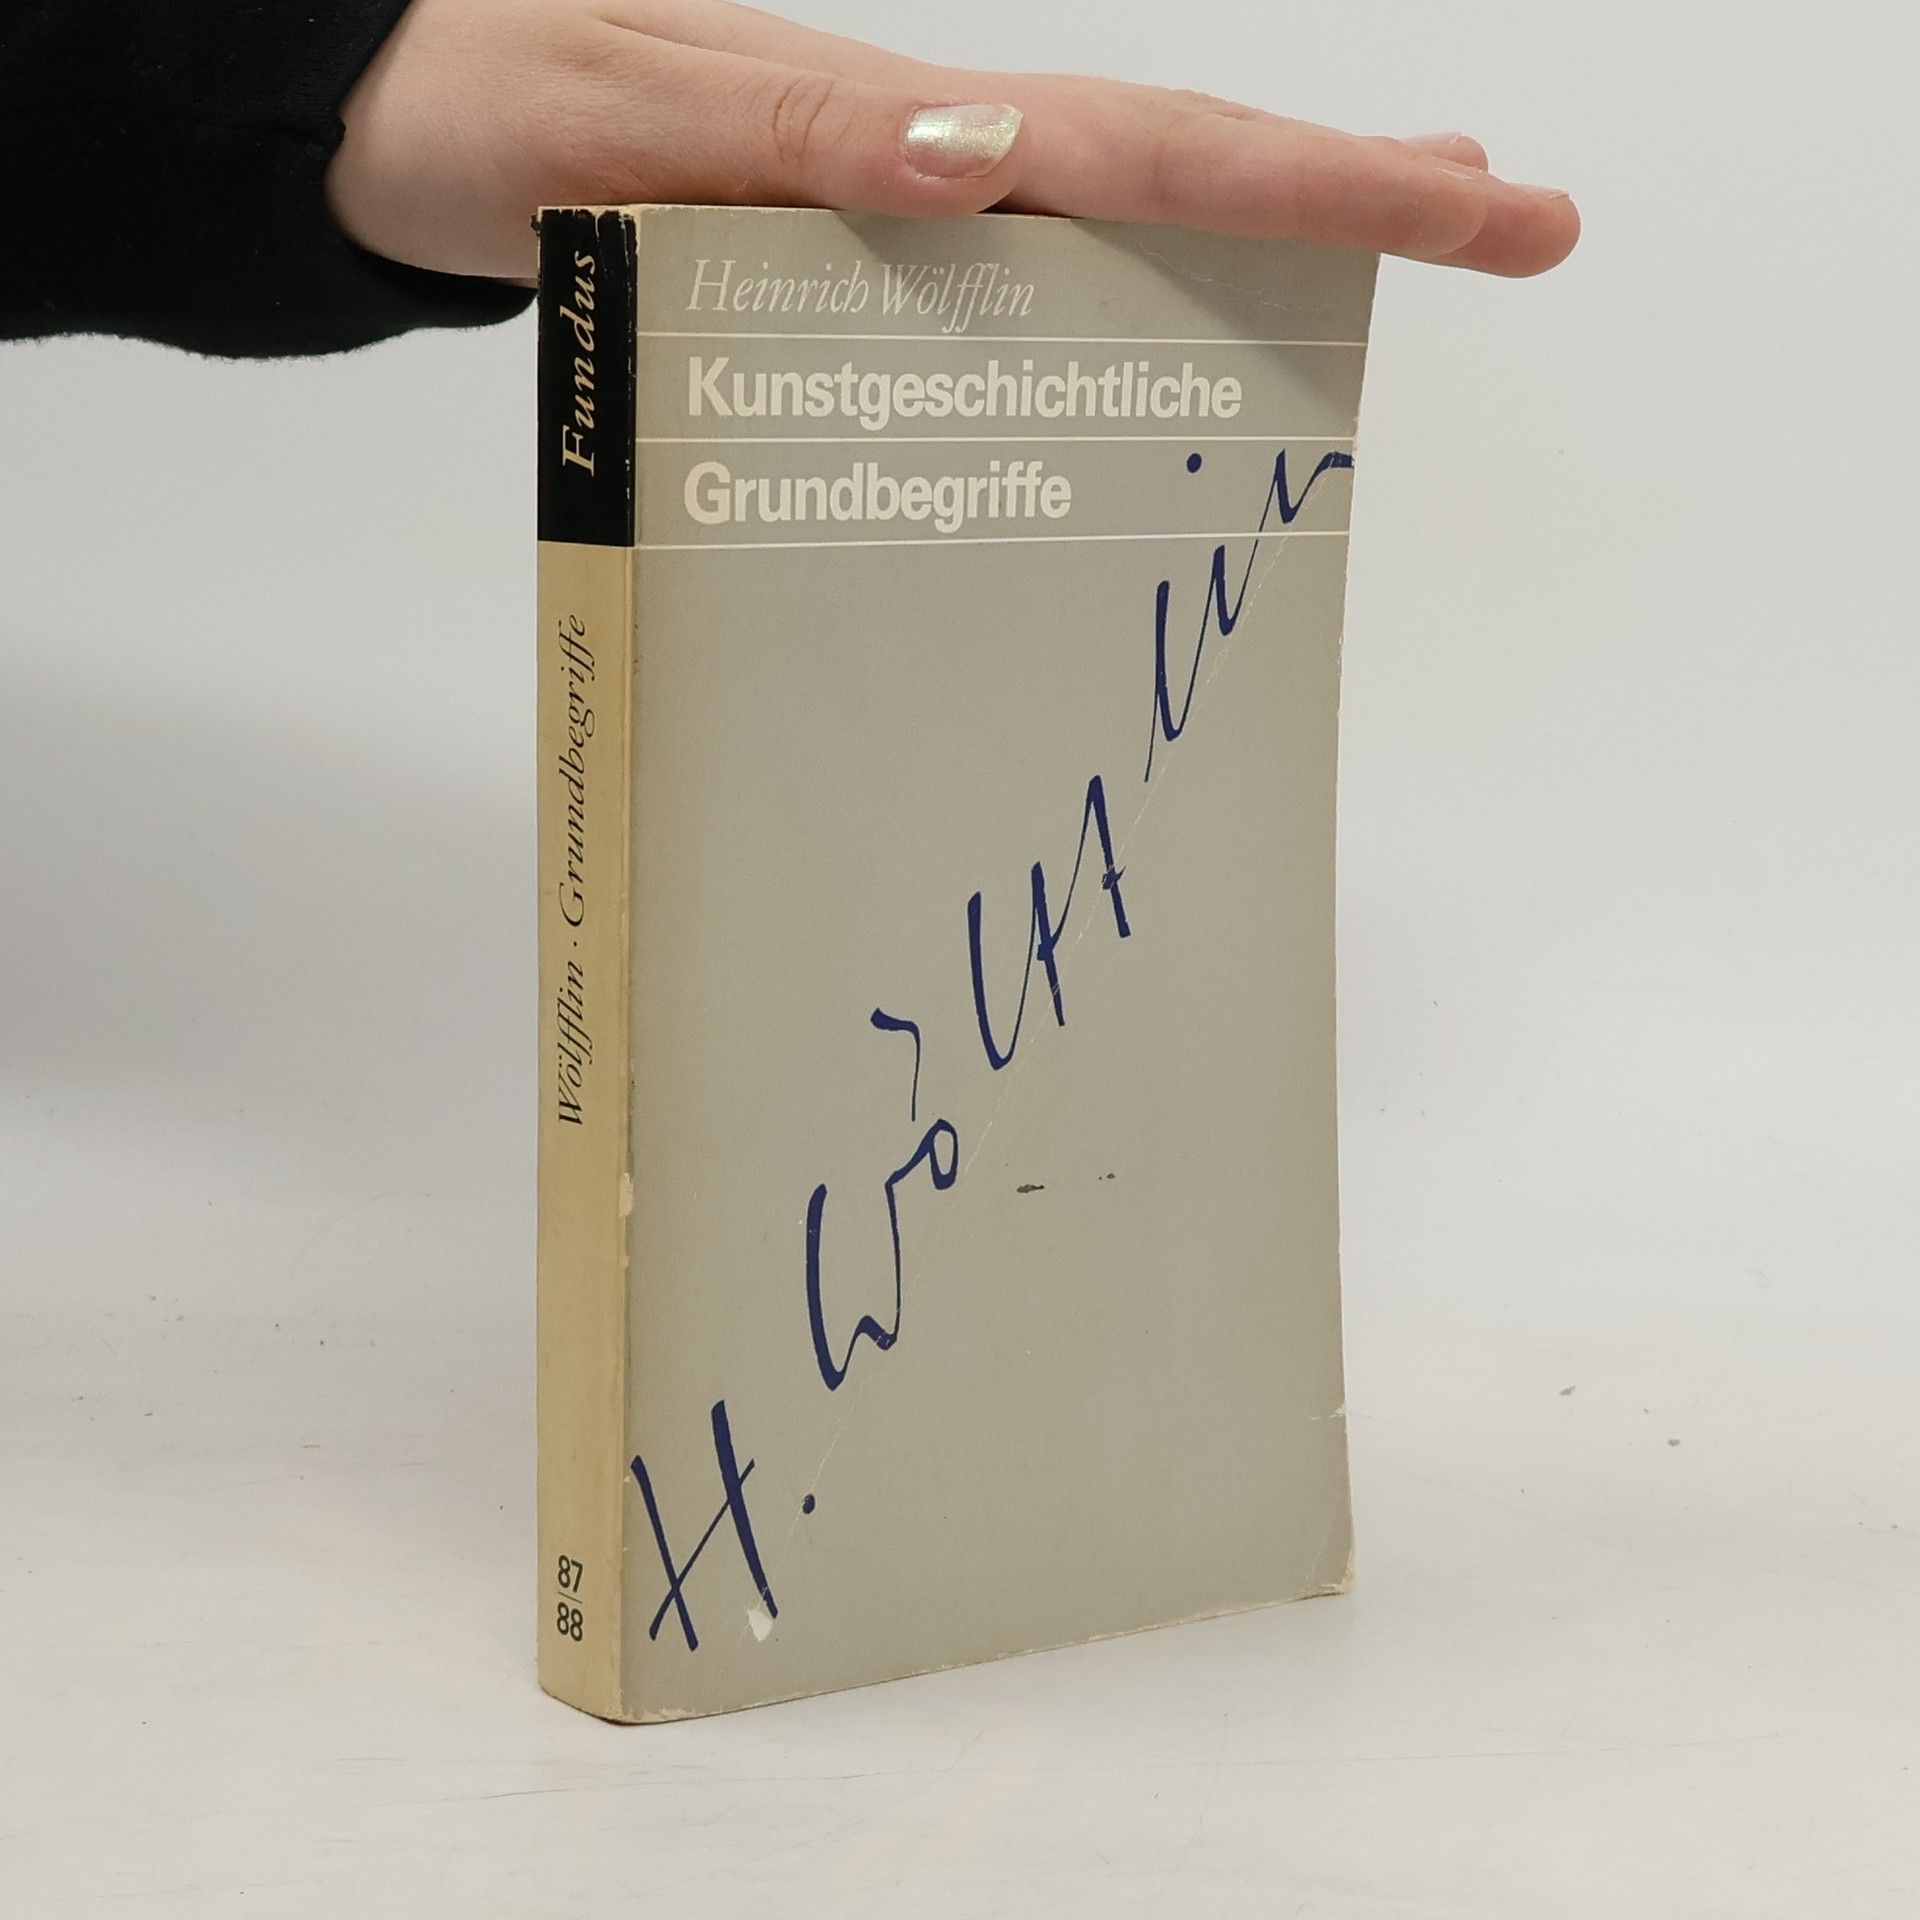 Heinrich Wölfflin
Kunstgeschichtliche
Grundbegriffe
H. Wölfflin
Fundus
Wölfflin · Grundbegriffe
87
88